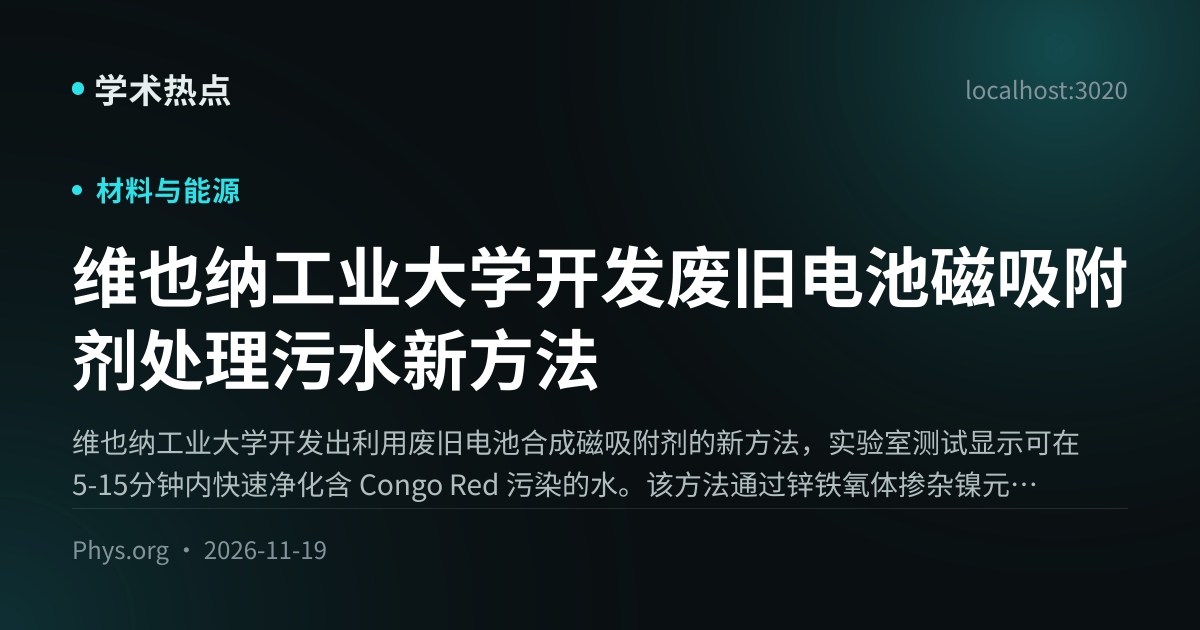 学术热点
localhost:3020
材料与能源
维也纳工业大学开发废旧电池磁吸附
剂处理污水新方法
维也纳工业大学开发出利用废旧电池合成磁吸附剂的新方法，实验室测试显示可在
5-15分钟内快速净化含 Congo Red 污染的水。该方法通过锌铁氧体掺杂镍元…
Phys.org • 2026-11-19